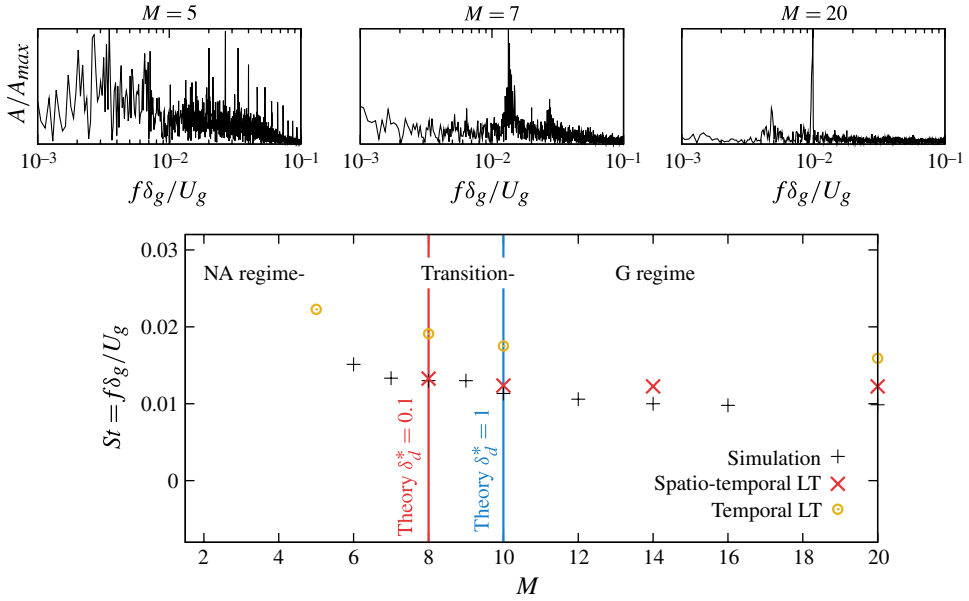 M = 5
M = 7
M = 20
A/A_max
10^−3
10^−2
10^−1
10^−3
10^−2
10^−1
10^−3
10^−2
10^−1
fδ_g/U_g
fδ_g/U_g
fδ_g/U_g
0.03
0.02
0.01
0
St = fδ_g/U_g
NA regime-
Transition-
G regime
Theory δ_d^* = 0.1
Theory δ_d^* = 1
Simulation
Spatio-temporal LT
Temporal LT
2
4
6
8
10
12
14
16
18
20
M